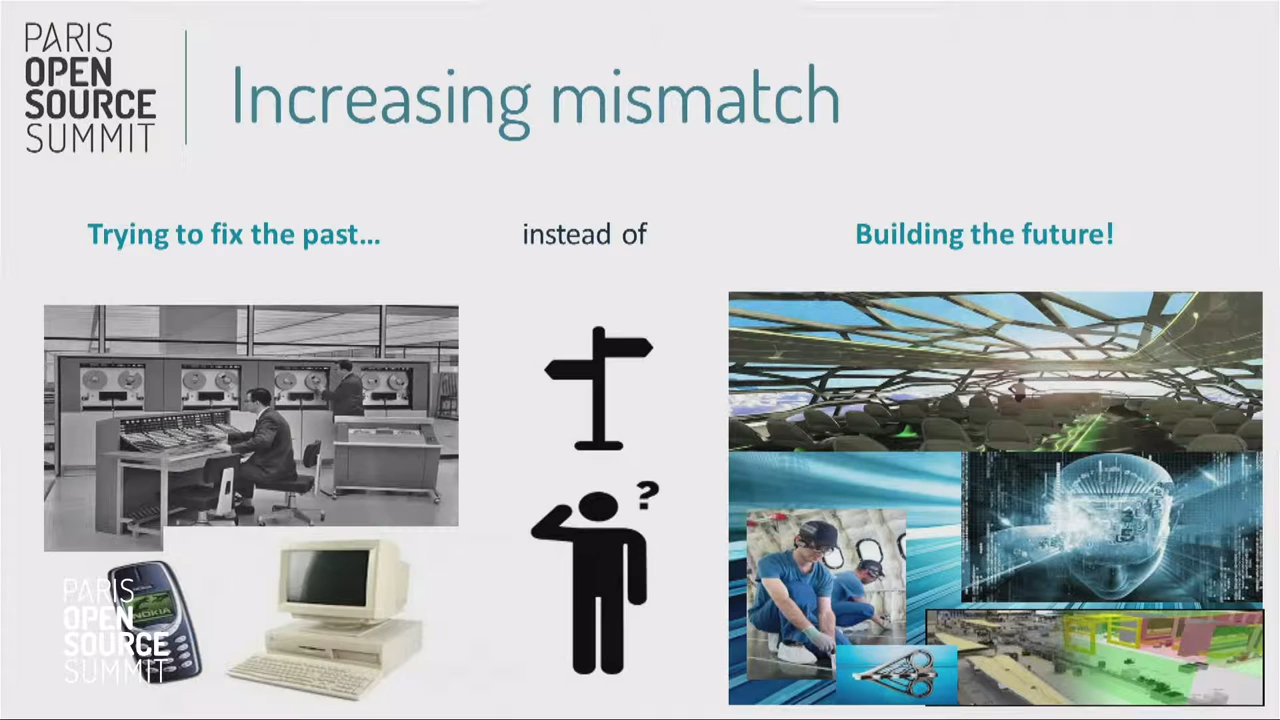 PARIS
OPEN
SOURCE
SUMMIT
Increasing mismatch
Trying to fix the past...
instead of
Building the future!
?
NOKIA
PARIS
OPEN
SOURCE
SUMMIT